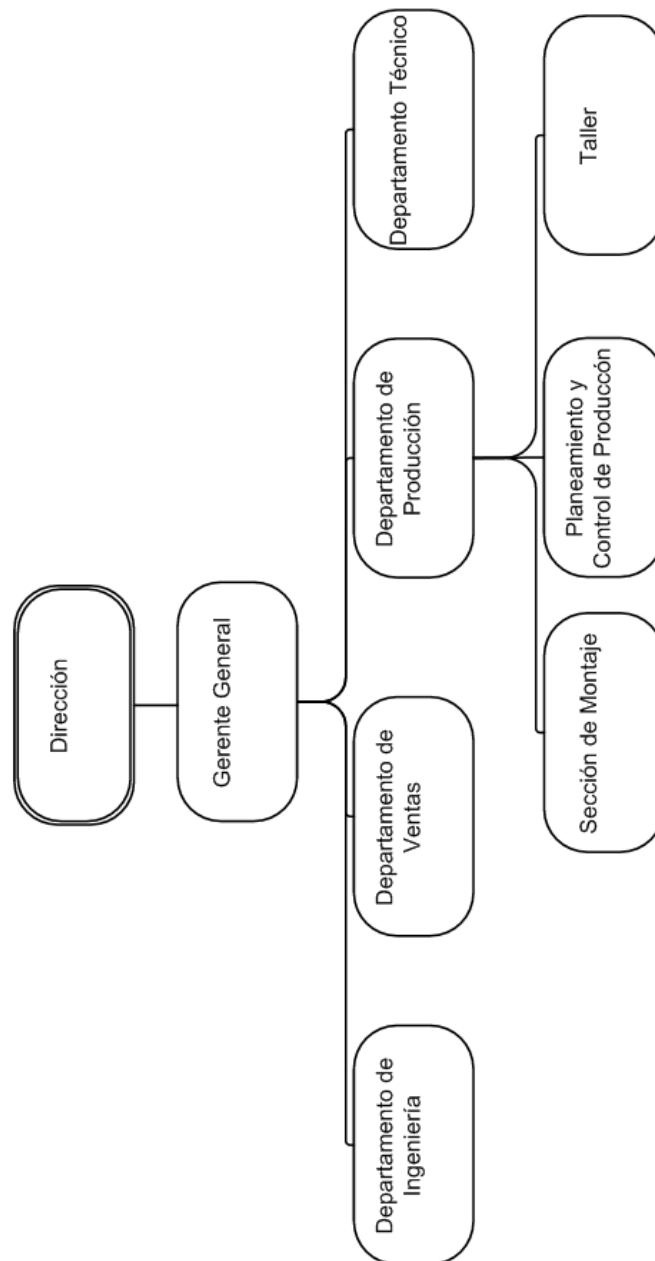 Dirección
Gerente General
Departamento de
Ingeniería
Departamento de
Ventas
Departamento de
Producción
Departamento Técnico
Sección de Montaje
Planeamiento y
Control de Produccón
Taller